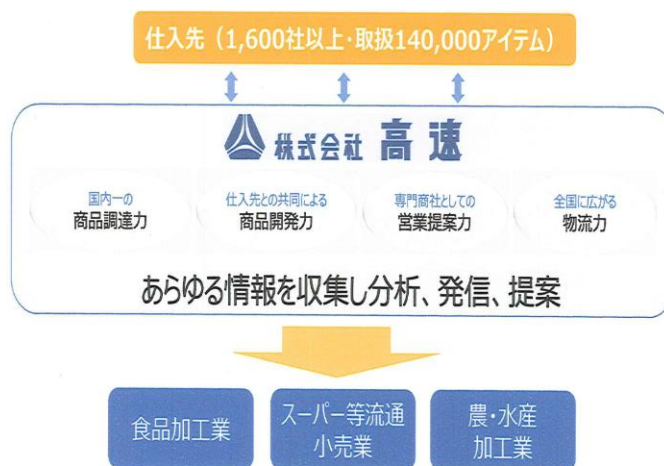 仕入先（1,600社以上・取扱140,000アイテム）
株式会社 高速
国内一の
商品調達力
仕入先との共同による
商品開発力
専門商社としての
営業提案力
全国に広がる
物流力
あらゆる情報を収集し分析、発信、提案
食品加工業
スーパー等流通
小売業
農・水産
加工業